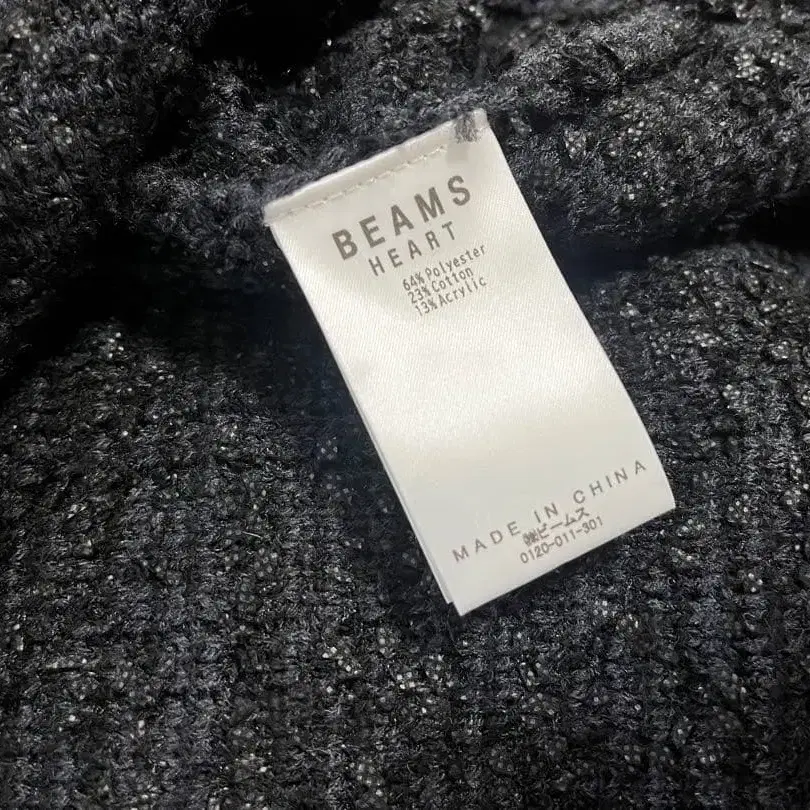 BEAMS
HEART
64% Polyester
23% Cotton
13% Acrylic
MADE IN CHINA
㈱ビームス
0120-011-301